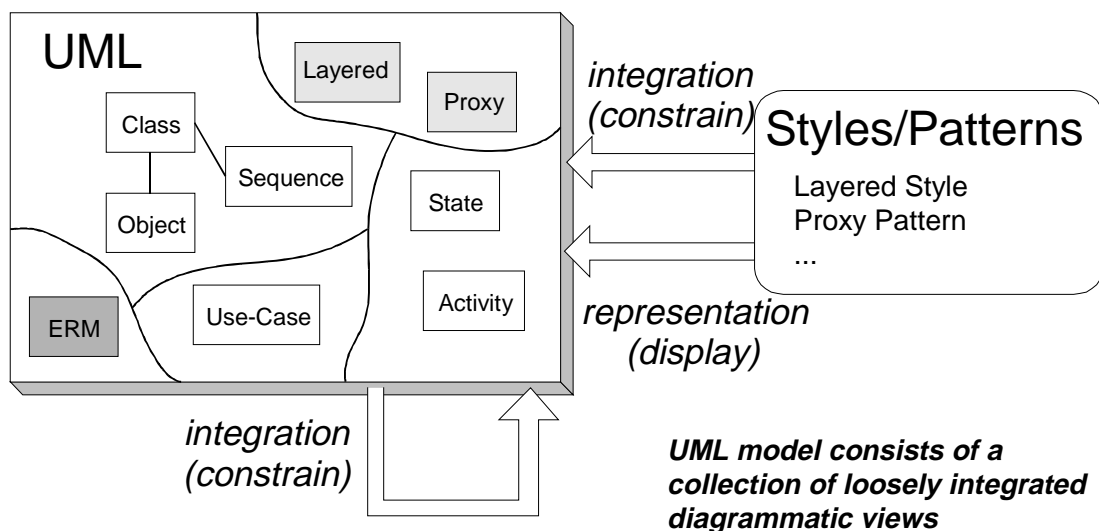 UML
Layered
Proxy
Class
Sequence
Object
State
Activity
Use-Case
ERM
integration
(constrain)
Styles/Patterns
Layered Style
Proxy Pattern
...
representation
(display)
integration
(constrain)
UML model consists of a
collection of loosely integrated
diagrammatic views